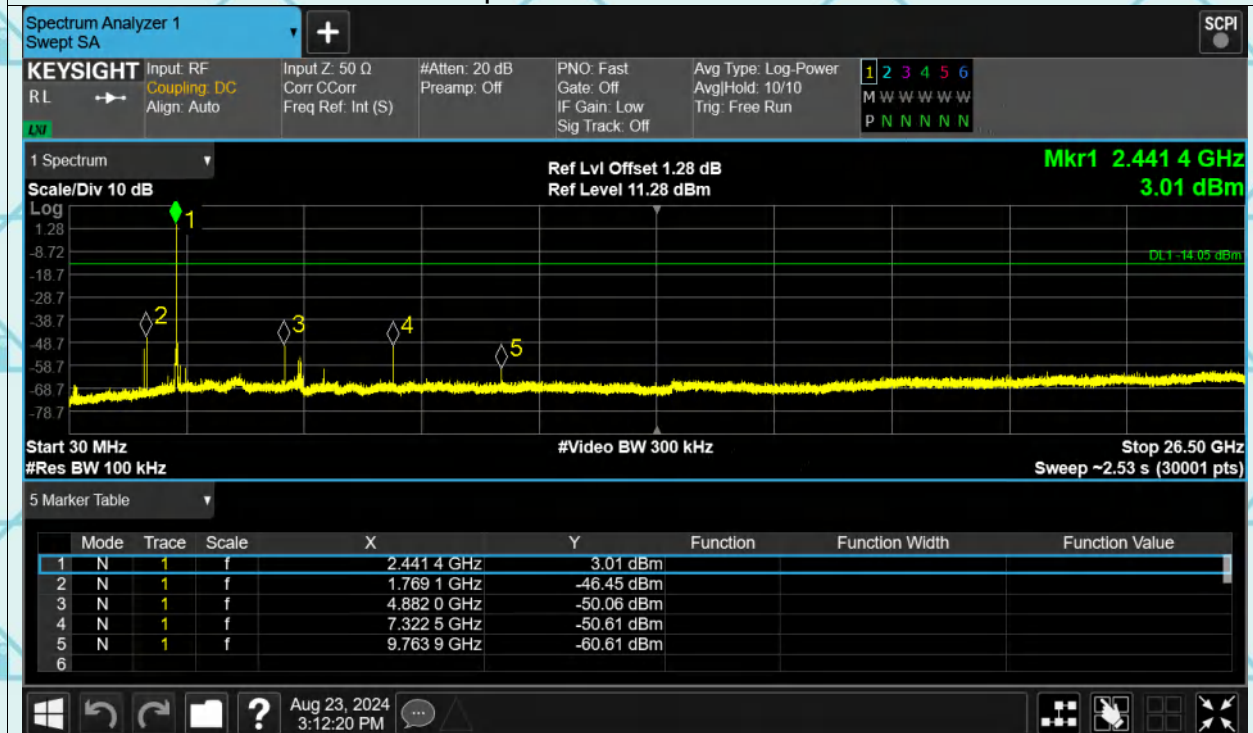 Spectrum Analyzer 1
Swept SA
+
SCPI
KEYSIGHT Input: RF Input Z: 50 Ω #Atten: 20 dB PNO: Fast Avg Type: Log-Power 1 2 3 4 5 6
RL Coupling: DC Corr CCorr Preamp: Off Gate: Off Avg|Hold: 10/10 M W W W W W
Align: Auto Freq Ref: Int (S) IF Gain: Low Trig: Free Run
LXI Sig Track: Off P N N N N N
1 Spectrum Ref Lvl Offset 1.28 dB Mkr1 2.441 4 GHz
Scale/Div 10 dB Ref Level 11.28 dBm 3.01 dBm
Log
1
1.28
-8.72 DL1 -14.05 dBm
-18.7
-28.7
-38.7 2 3 4
-48.7 5
-58.7
-68.7
-78.7
Start 30 MHz #Video BW 300 kHz Stop 26.50 GHz
#Res BW 100 kHz Sweep ~2.53 s (30001 pts)
5 Marker Table
Mode Trace Scale X Y Function Function Width Function Value
1 N 1 f 2.441 4 GHz 3.01 dBm
2 N 1 f 1.769 1 GHz -46.45 dBm
3 N 1 f 4.882 0 GHz -50.06 dBm
4 N 1 f 7.322 5 GHz -50.61 dBm
5 N 1 f 9.763 9 GHz -60.61 dBm
6
? Aug 23, 2024
3:12:20 PM